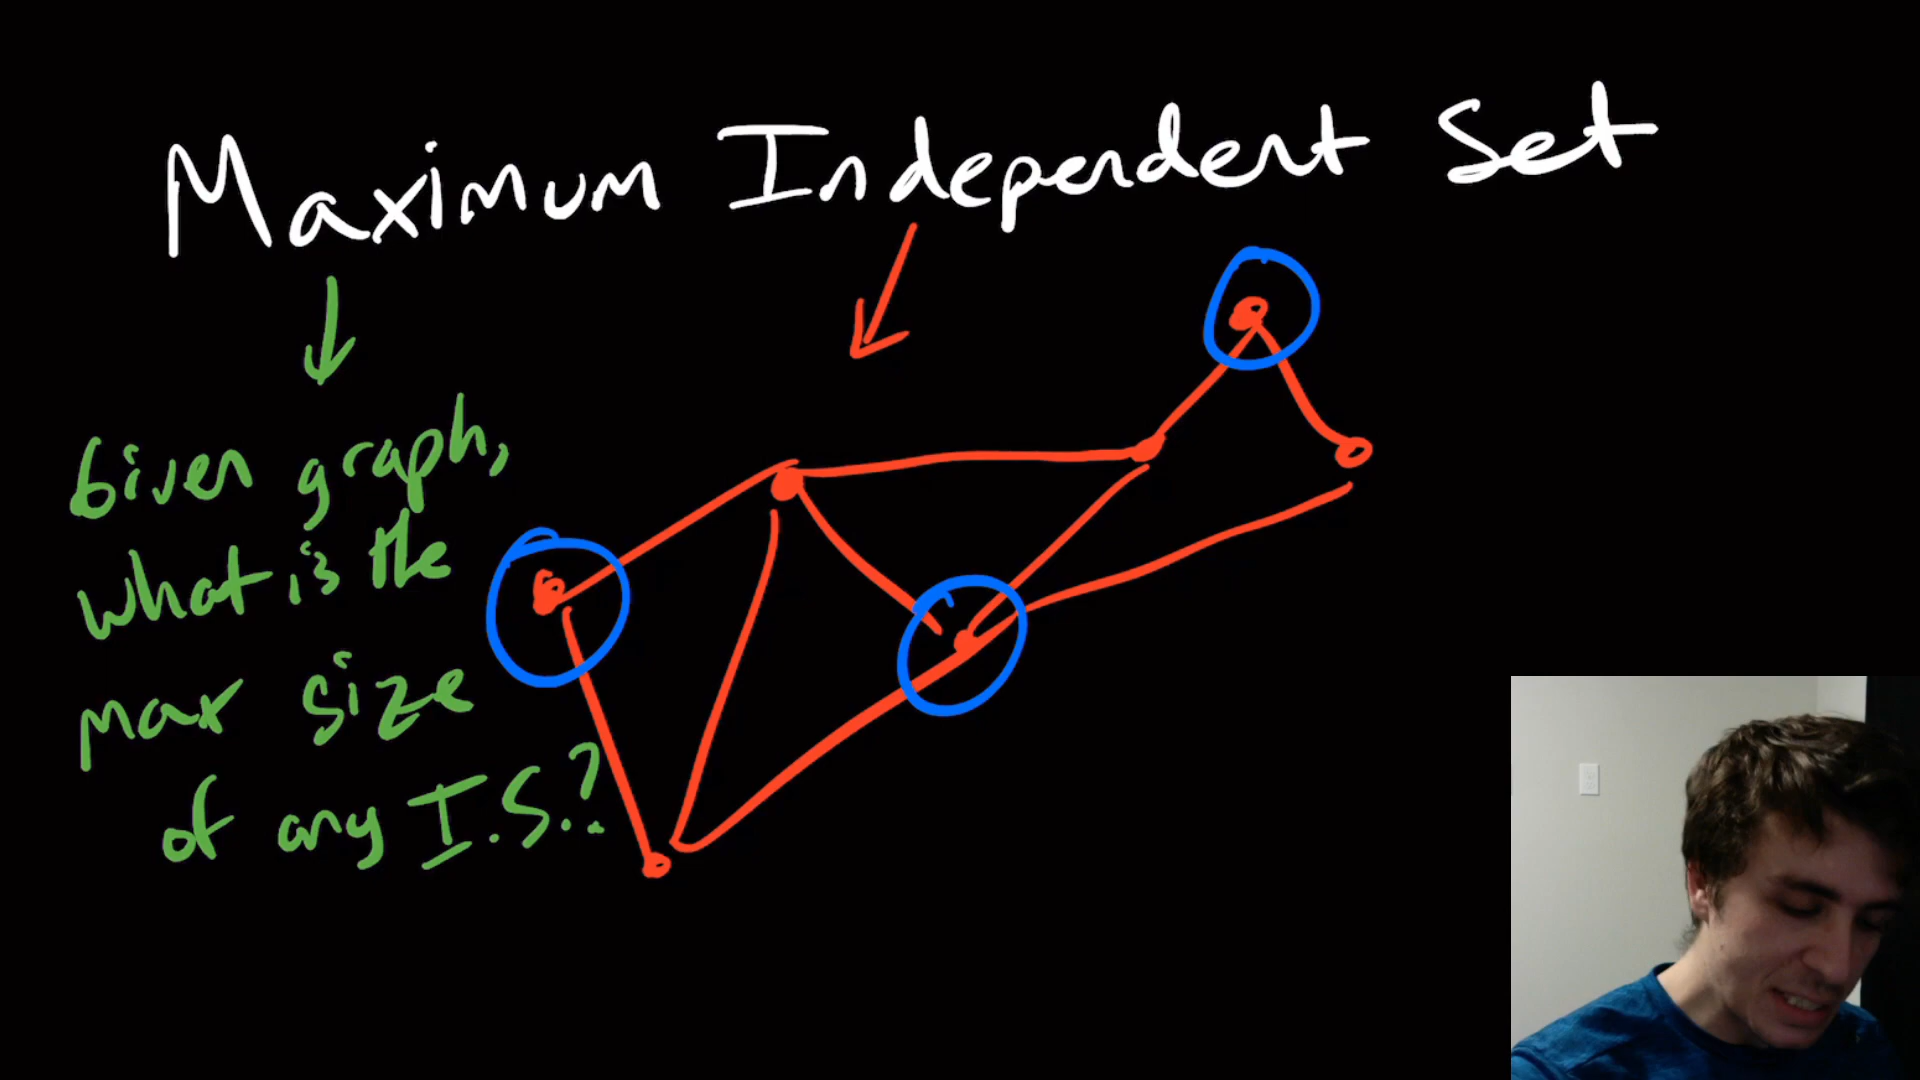 Maximum Independent Set
Given graph,
what is the
max size
of any I.S.?